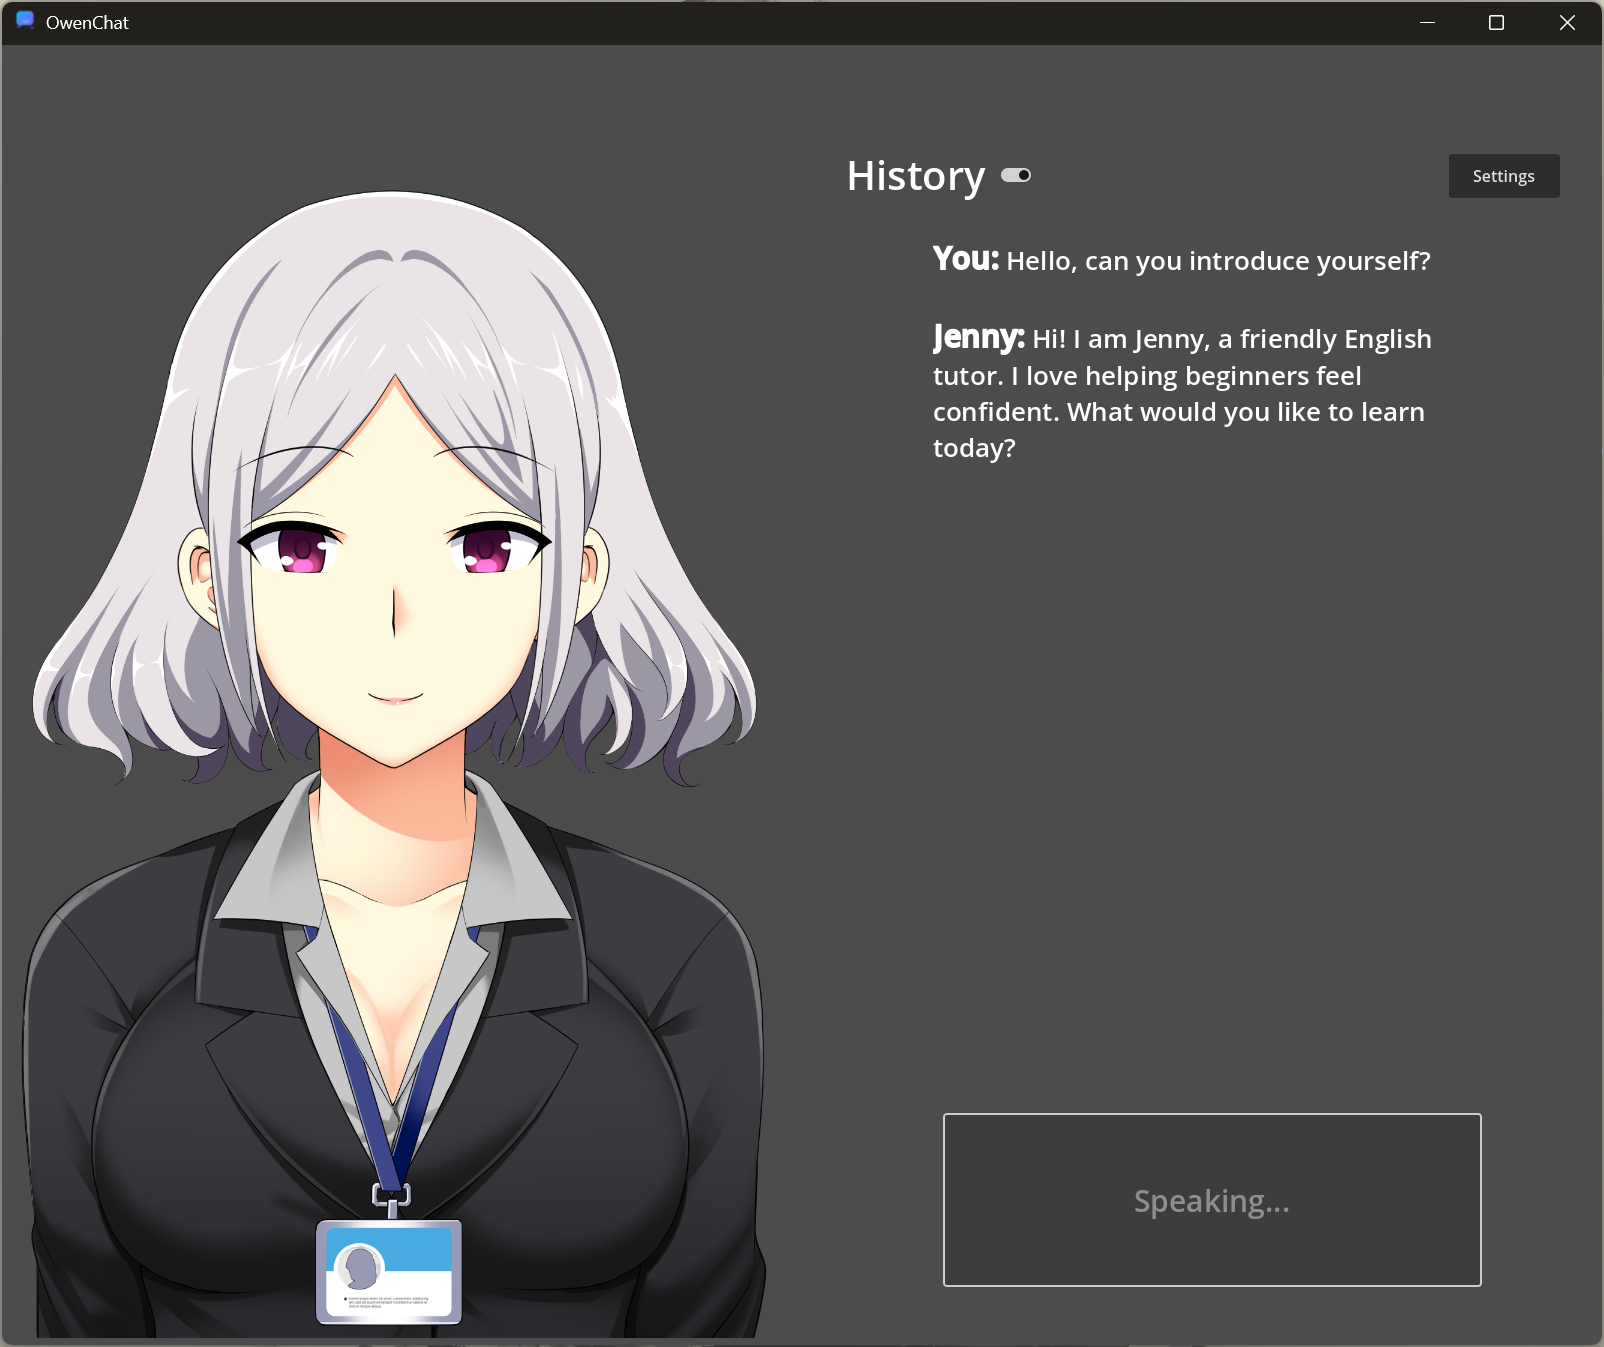 OwenChat
History
Settings
You: Hello, can you introduce yourself?
Jenny: Hi! I am Jenny, a friendly English
tutor. I love helping beginners feel
confident. What would you like to learn
today?
Speaking...